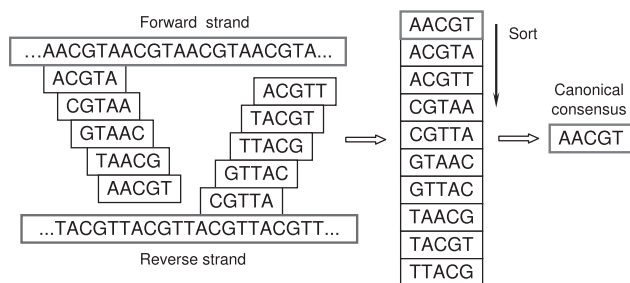 Forward strand
...AACGTAACGTAACGTAACGTA...
ACGTA
CGTAA
GTAAC
TAACG
AACGT
ACGTT
TACGT
TTACG
GTTAC
CGTTA
...TACGTTACGTTACGTTACGTT...
Reverse strand
AACGT
ACGTA
ACGTT
CGTAA
CGTTA
GTAAC
GTTAC
TAACG
TACGT
TTACG
Sort
Canonical
consensus
AACGT